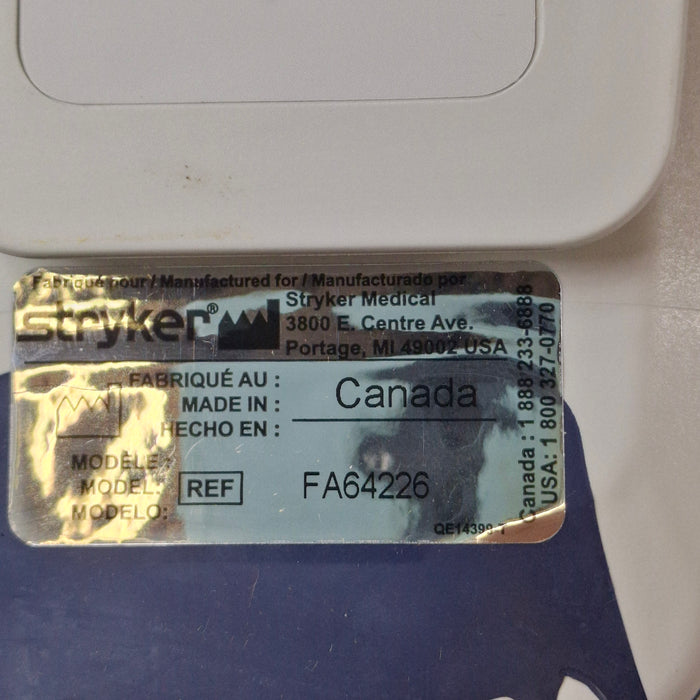 Fabriqué pour / Manufactured for / Manufacturado por
stryker®
Stryker Medical
3800 E. Centre Ave.
Portage, MI 49002 USA
FABRIQUÉ AU :
MADE IN :
HECHO EN :
Canada
MODÈLE :
MODEL:
MODELO:
REF
FA64226
QE14399-7
Canada : 1 888 233-6888
USA: 1 800 327-0770